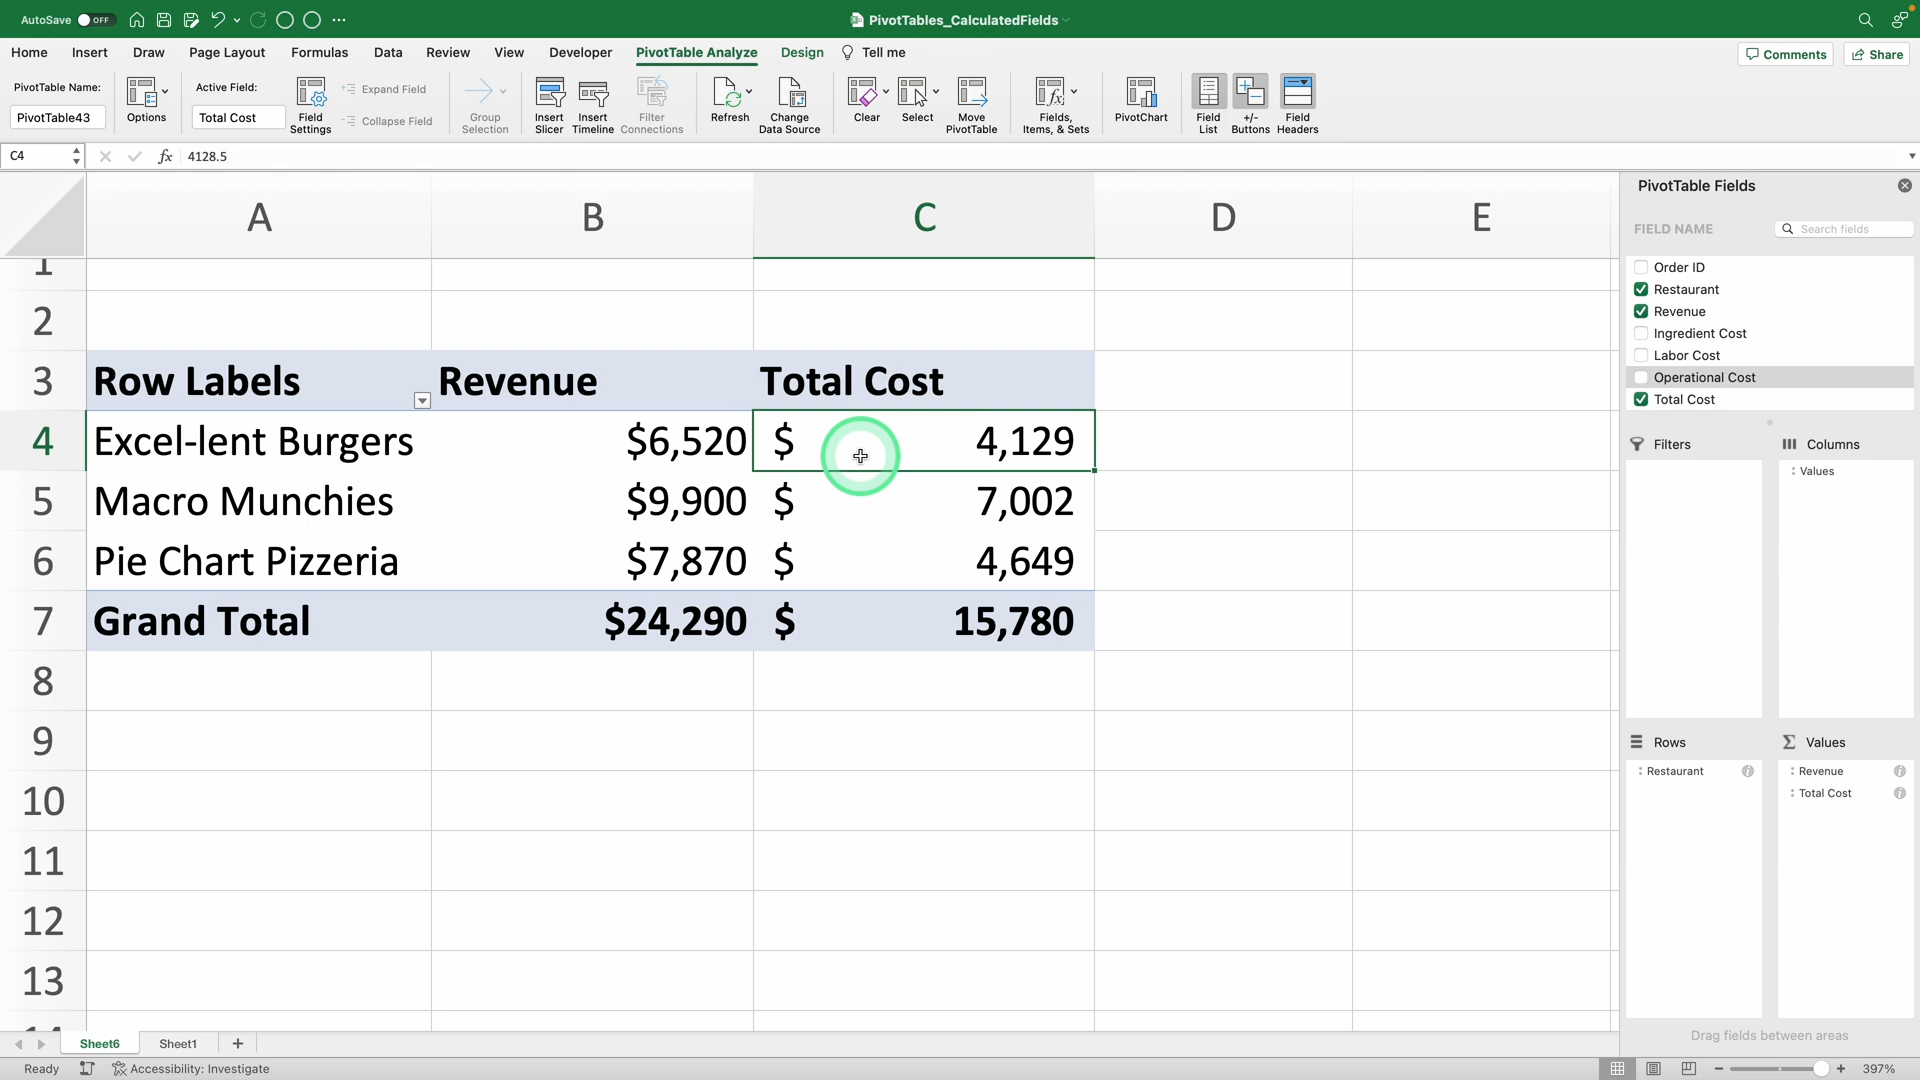 AutoSave OFF PivotTables_CalculatedFields
Home Insert Draw Page Layout Formulas Data Review View Developer PivotTable Analyze Design Tell me Comments Share
PivotTable Name:
PivotTable43
Options
Active Field:
Total Cost
Field Settings
Expand Field
Collapse Field
Group Selection
Insert Slicer
Insert Timeline
Filter Connections
Refresh
Change Data Source
Clear
Select
Move PivotTable
Fields, Items, & Sets
PivotChart
Field List
+/- Buttons
Field Headers
C4 fx 4128.5
A B C D E
1
2
3 Row Labels Revenue Total Cost
4 Excel-lent Burgers $6,520 $ 4,129
5 Macro Munchies $9,900 $ 7,002
6 Pie Chart Pizzeria $7,870 $ 4,649
7 Grand Total $24,290 $ 15,780
8
9
10
11
12
13
14
PivotTable Fields
FIELD NAME Search fields
Order ID
Restaurant
Revenue
Ingredient Cost
Labor Cost
Operational Cost
Total Cost
Filters Columns
Values
Rows Values
Restaurant Revenue
Total Cost
Drag fields between areas
Sheet6 Sheet1 +
Ready Accessibility: Investigate 397%